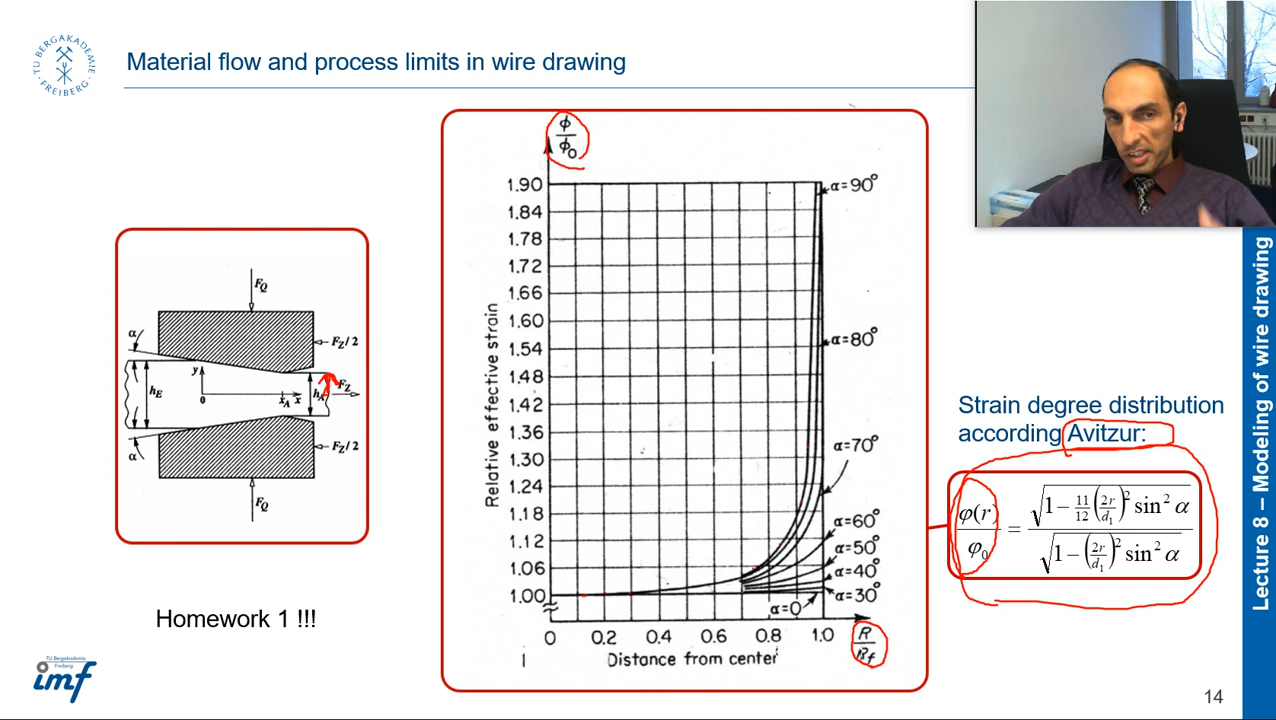 TU BERGAKADEMIE
FREIBERG
Material flow and process limits in wire drawing
F_Q
α
F_Z/2
y
h_E
0
x_A
x
h_A
F_Z
F_Z/2
α
F_Q
Homework 1 !!!
ϕ/ϕ0
Relative effective strain
1.90
1.84
1.78
1.72
1.66
1.60
1.54
1.48
1.42
1.36
1.30
1.24
1.18
1.12
1.06
1.00
α=90°
α=80°
α=70°
α=60°
α=50°
α=40°
α=30°
α=0
0 0.2 0.4 0.6 0.8 1.0 R/Rf
Distance from center
Strain degree distribution
according Avitzur:
φ(r)/φ0 = √(1 − 11/12 (2r/d1)² sin² α) / √(1 − (2r/d1)² sin² α)
Lecture 8 – Modeling of wire drawing
TU Bergakademie
Freiberg
imf
14